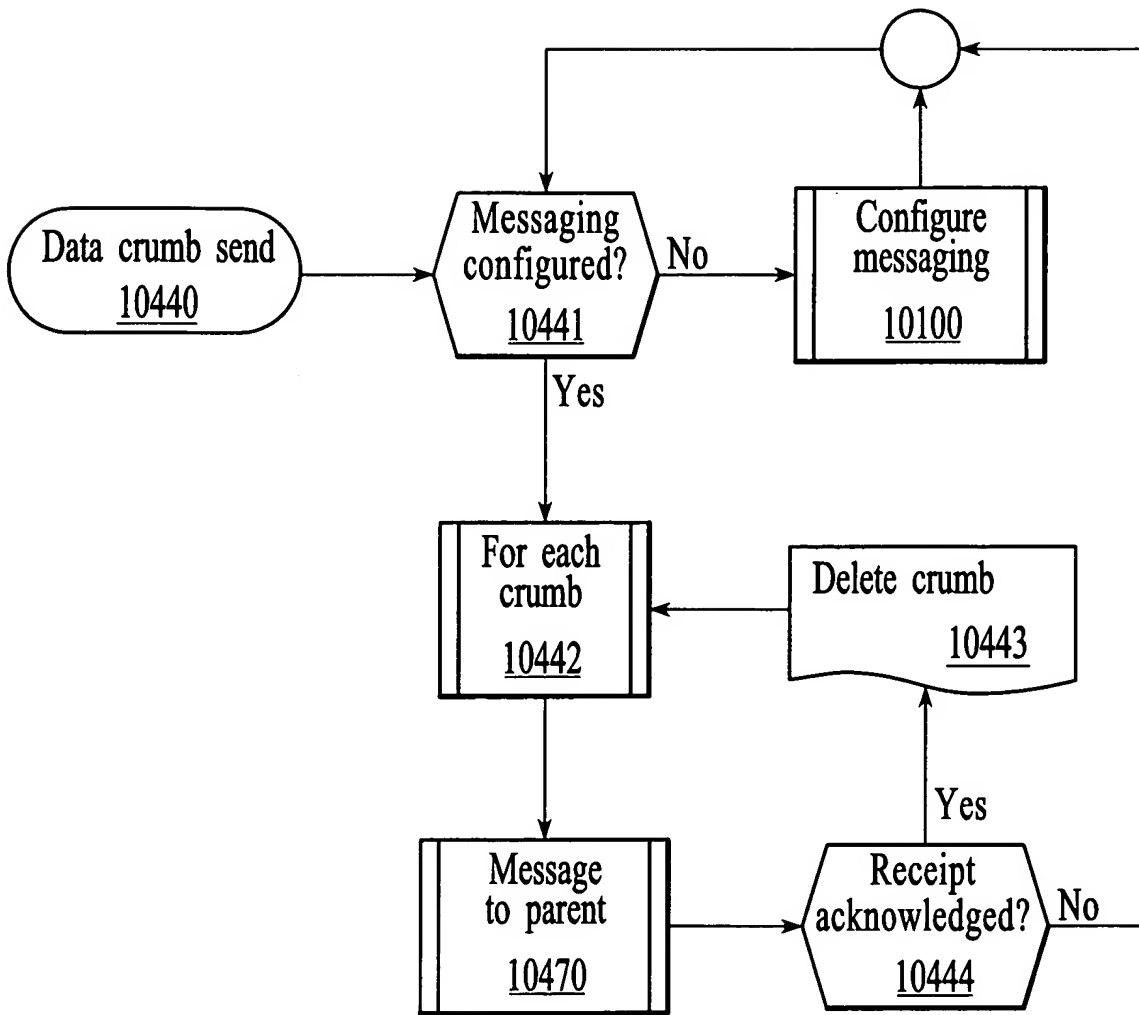 Data crumb send
10440
Messaging
configured?
10441
No
Configure
messaging
10100
Yes
For each
crumb
10442
Delete crumb
10443
Message
to parent
10470
Yes
Receipt
acknowledged?
10444
No